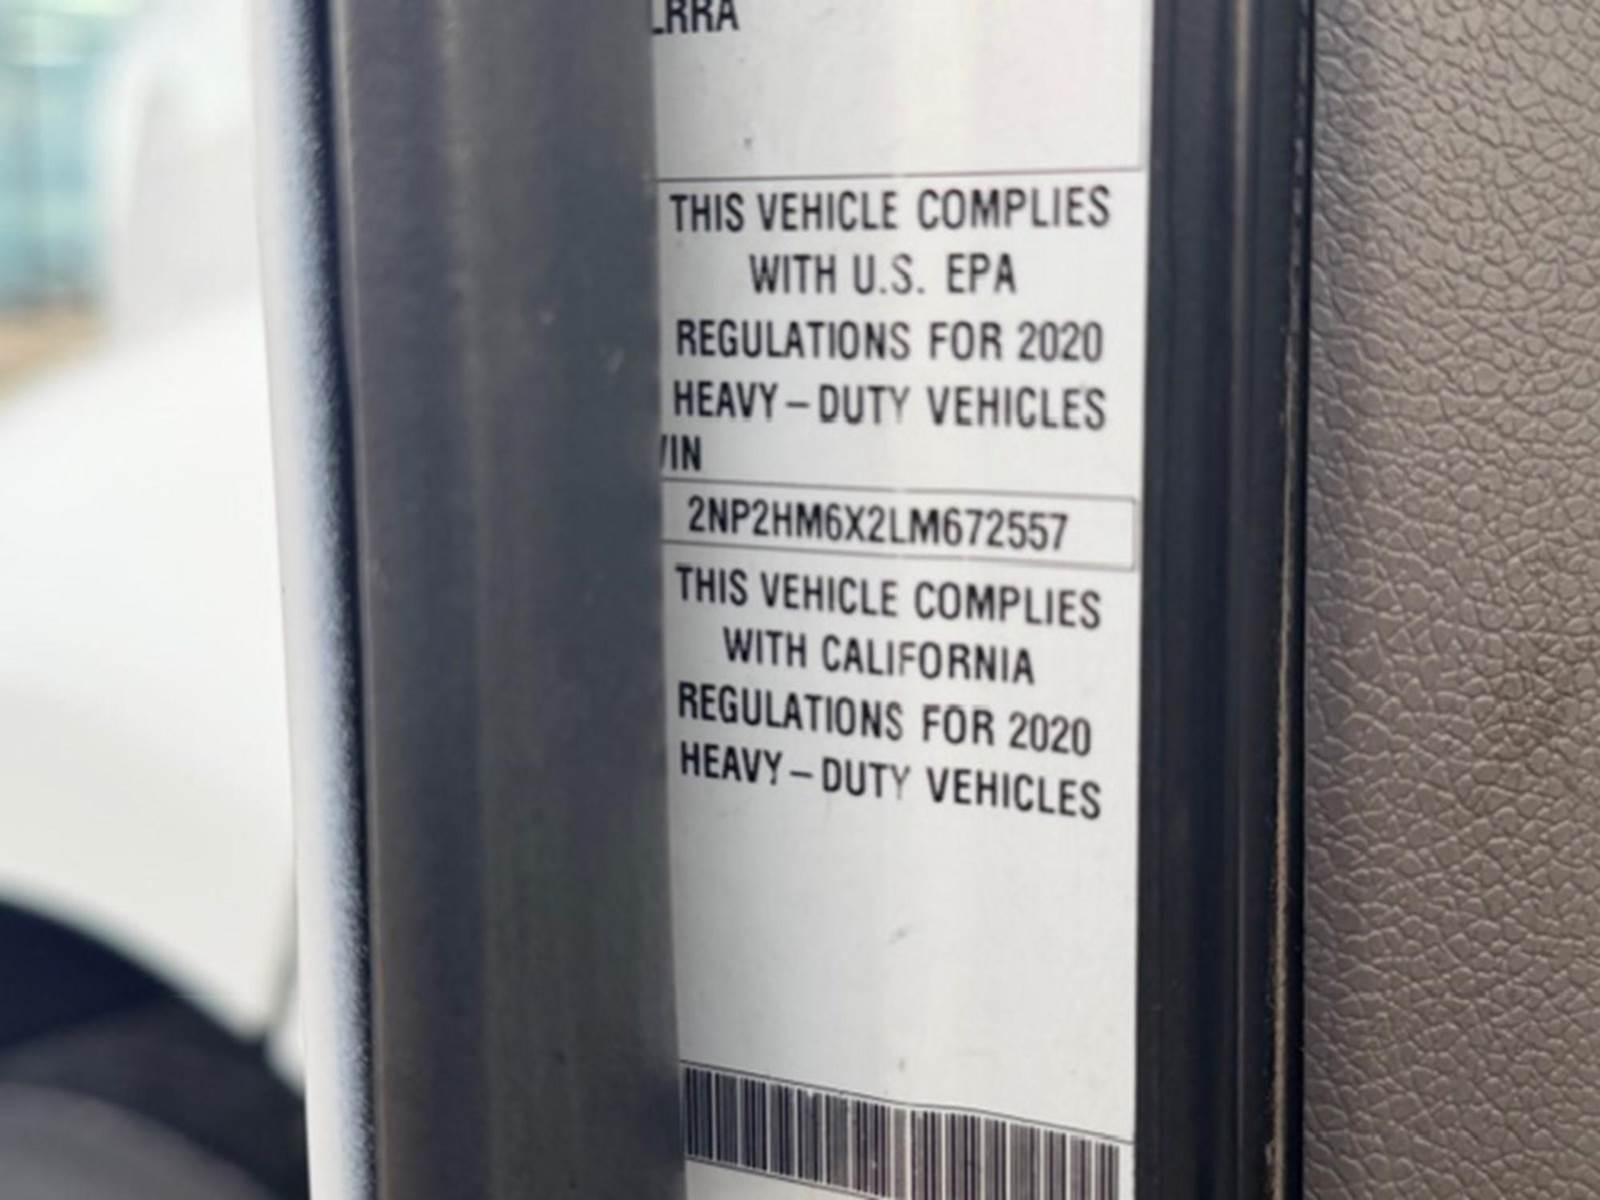 RRA
THIS VEHICLE COMPLIES
WITH U.S. EPA
REGULATIONS FOR 2020
HEAVY–DUTY VEHICLES
VIN
2NP2HM6X2LM672557
THIS VEHICLE COMPLIES
WITH CALIFORNIA
REGULATIONS FOR 2020
HEAVY–DUTY VEHICLES